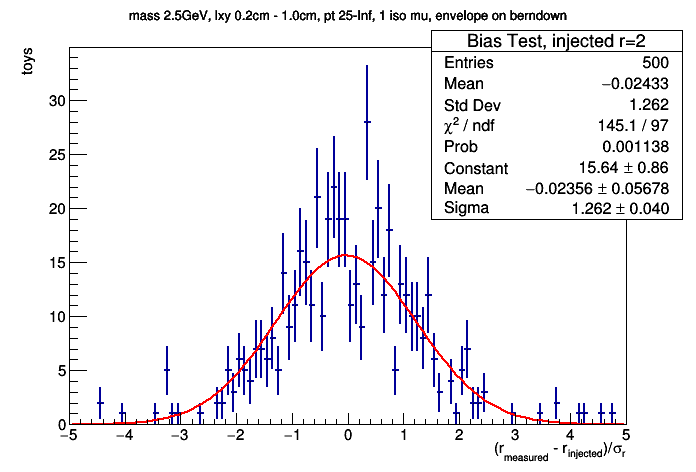 mass 2.5GeV, lxy 0.2cm - 1.0cm, pt 25-Inf, 1 iso mu, envelope on berndown
Bias Test, injected r=2
Entries 500
Mean −0.02433
Std Dev 1.262
χ² / ndf 145.1 / 97
Prob 0.001138
Constant 15.64 ± 0.86
Mean −0.02356 ± 0.05678
Sigma 1.262 ± 0.040
toys
30
25
20
15
10
5
0
−5 −4 −3 −2 −1 0 1 2 3 4 5
(r_measured - r_injected)/σ_r